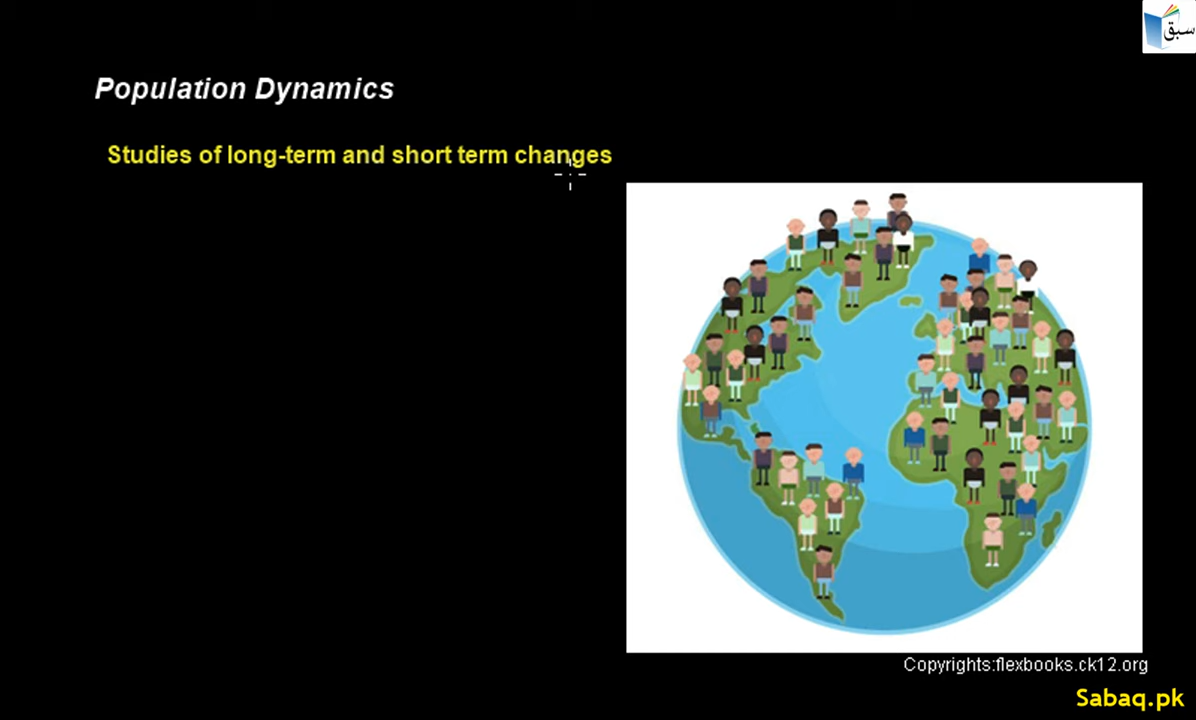 سبق
Population Dynamics
Studies of long-term and short term changes
Copyrights:flexbooks.ck12.org
Sabaq.pk